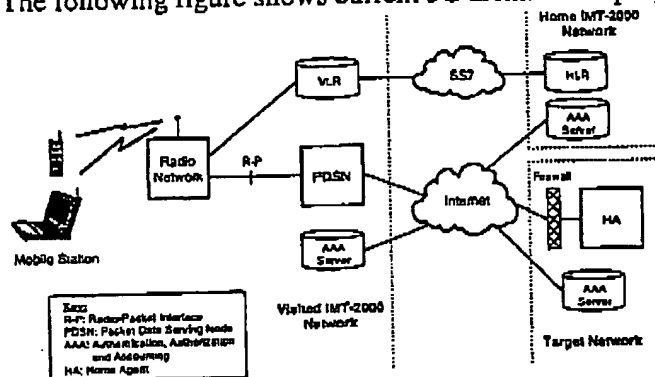 The following figure shows
Home IMT-2000
Network
VLR
SS7
HLR
AAA
Server
Radio
Network
R-P
PDSN
Internet
Firewall
HA
Mobile Station
AAA
Server
AAA
Server
Visited IMT-2000
Network
Target Network
Key:
R-P: Radio-Packet Interface
PDSN: Packet Data Serving Node
AAA: Authentication, Authorization
and Accounting
HA: Home Agent